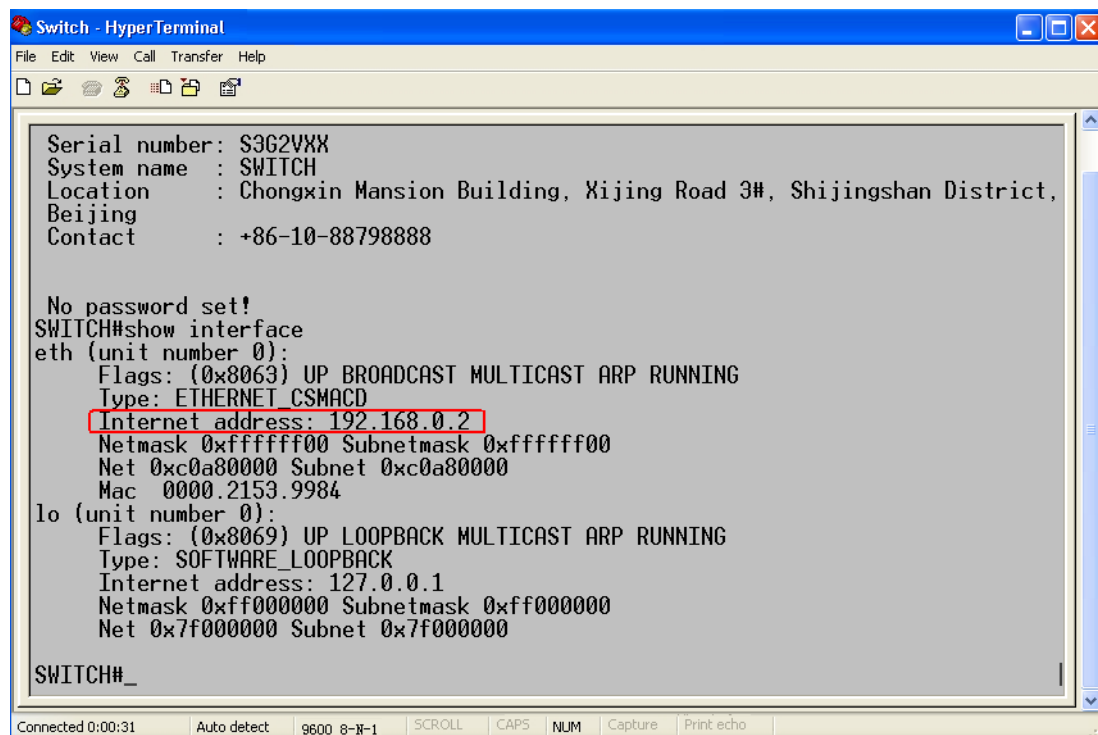 Switch - HyperTerminal
File Edit View Call Transfer Help
Serial number: S3G2VXX
System name : SWITCH
Location : Chongxin Mansion Building, Xijing Road 3#, Shijingshan District,
Beijing
Contact : +86-10-88798888
No password set!
SWITCH#show interface
eth (unit number 0):
Flags: (0x8063) UP BROADCAST MULTICAST ARP RUNNING
Type: ETHERNET_CSMACD
Internet address: 192.168.0.2
Netmask 0xffffff00 Subnetmask 0xffffff00
Net 0xc0a80000 Subnet 0xc0a80000
Mac 0000.2153.9984
lo (unit number 0):
Flags: (0x8069) UP LOOPBACK MULTICAST ARP RUNNING
Type: SOFTWARE_LOOPBACK
Internet address: 127.0.0.1
Netmask 0xff000000 Subnetmask 0xff000000
Net 0x7f000000 Subnet 0x7f000000
SWITCH#_
Connected 0:00:31 Auto detect 9600 8-N-1 SCROLL CAPS NUM Capture Print echo